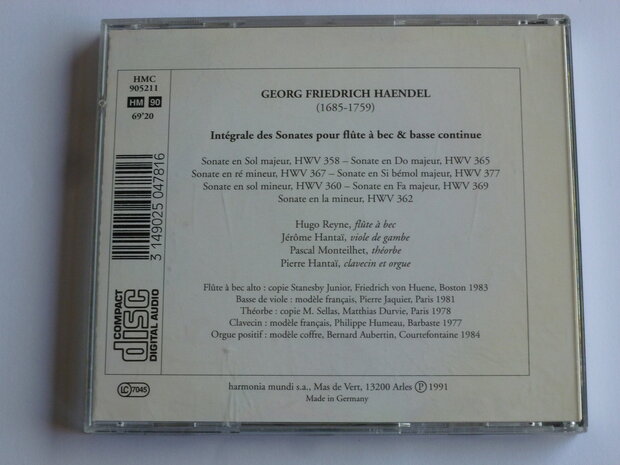 HMC
905211
HM 90
69'20
3 149025 047816
COMPACT
disc
DIGITAL AUDIO
LC 7045
GEORG FRIEDRICH HAENDEL
(1685-1759)
Intégrale des Sonates pour flûte à bec & basse continue
Sonate en Sol majeur, HWV 358 – Sonate en Do majeur, HWV 365
Sonate en ré mineur, HWV 367 – Sonate en Si bémol majeur, HWV 377
Sonate en sol mineur, HWV 360 – Sonate en Fa majeur, HWV 369
Sonate en la mineur, HWV 362
Hugo Reyne, flûte à bec
Jérôme Hantaï, viole de gambe
Pascal Monteilhet, théorbe
Pierre Hantaï, clavecin et orgue
Flûte à bec alto : copie Stanesby Junior, Friedrich von Huene, Boston 1983
Basse de viole : modèle français, Pierre Jaquier, Paris 1981
Théorbe : copie M. Sellas, Matthias Durvie, Paris 1978
Clavecin : modèle français, Philippe Humeau, Barbaste 1977
Orgue positif : modèle coffre, Bernard Aubertin, Courtefontaine 1984
harmonia mundi s.a., Mas de Vert, 13200 Arles Ⓟ 1991
Made in Germany